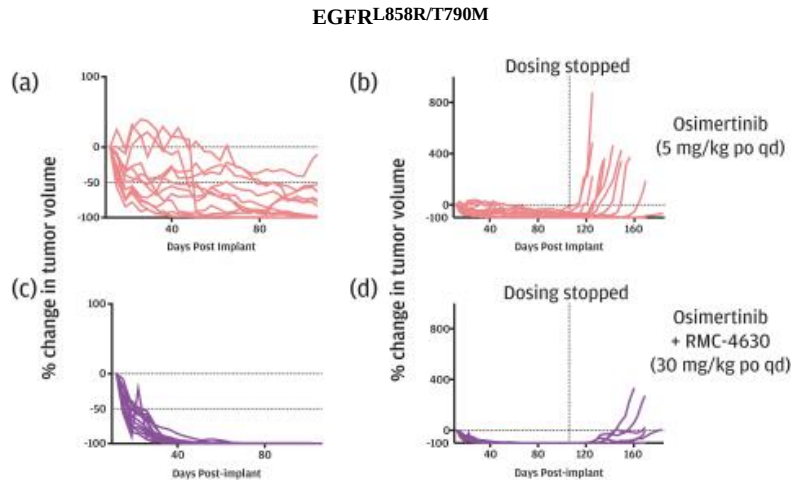 EGFRL858R/T790M
(a)
100
0
-50
-100
40
80
Days Post Implant
(b)
Dosing stopped
800
400
0
-100
40
80
120
160
Days Post Implant
Osimertinib
(5 mg/kg po qd)
% change in tumor volume
% change in tumor volume
(c)
100
0
-50
-100
40
80
Days Post-implant
(d)
Dosing stopped
800
400
0
-100
40
80
120
160
Days Post-implant
Osimertinib
+ RMC-4630
(30 mg/kg po qd)